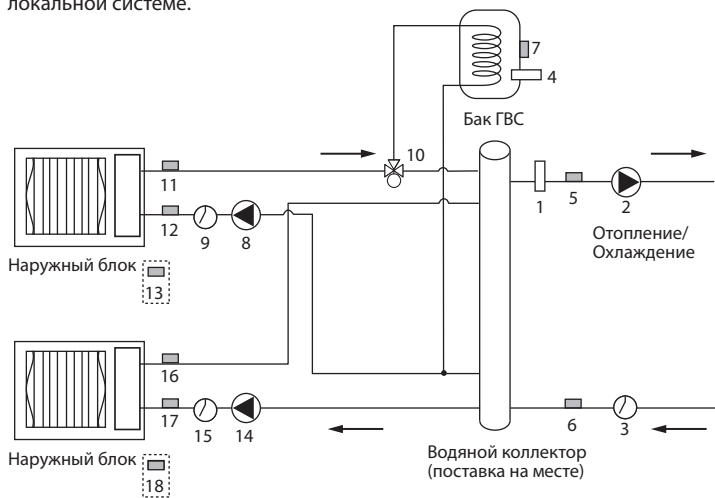 локальной системе.
7
4
Бак ГВС
10
11
1
5
2
12
9
8
Отопление/
Охлаждение
Наружный блок
13
16
17
15
14
6
3
Наружный блок
18
Водяной коллектор
(поставка на месте)